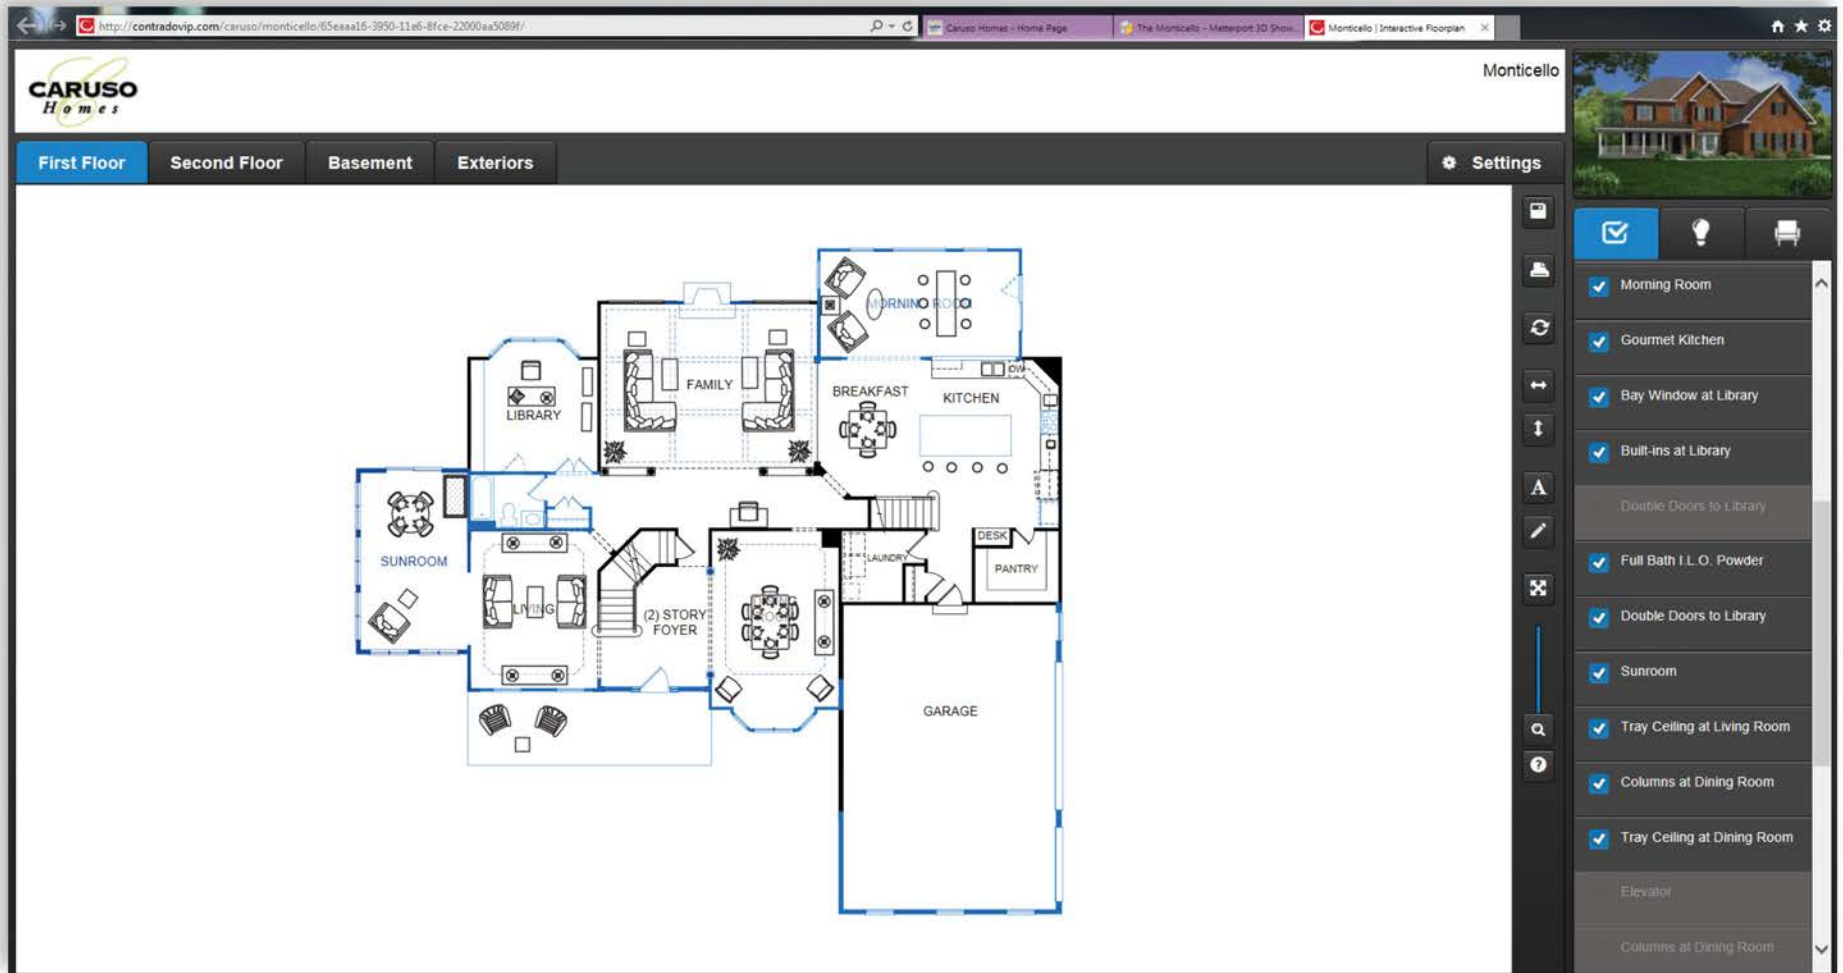 http://contradovip.com/caruso/monticello/65eaaa16-3950-11e6-8fce-22000aa5089f/
Caruso Homes - Home Page
The Monticello - Matterport 3D Show...
Monticello | Interactive Floorplan
CARUSO
Homes
Monticello
First Floor
Second Floor
Basement
Exteriors
Settings
MORNING ROOM
FAMILY
BREAKFAST
KITCHEN
DW
LIBRARY
SUNROOM
LIVING
(2) STORY
FOYER
LAUNDRY
DESK
PANTRY
GARAGE
A
Morning Room
Gourmet Kitchen
Bay Window at Library
Built-ins at Library
Double Doors to Library
Full Bath I.L.O. Powder
Double Doors to Library
Sunroom
Tray Ceiling at Living Room
Columns at Dining Room
Tray Ceiling at Dining Room
Elevator
Columns at Dining Room